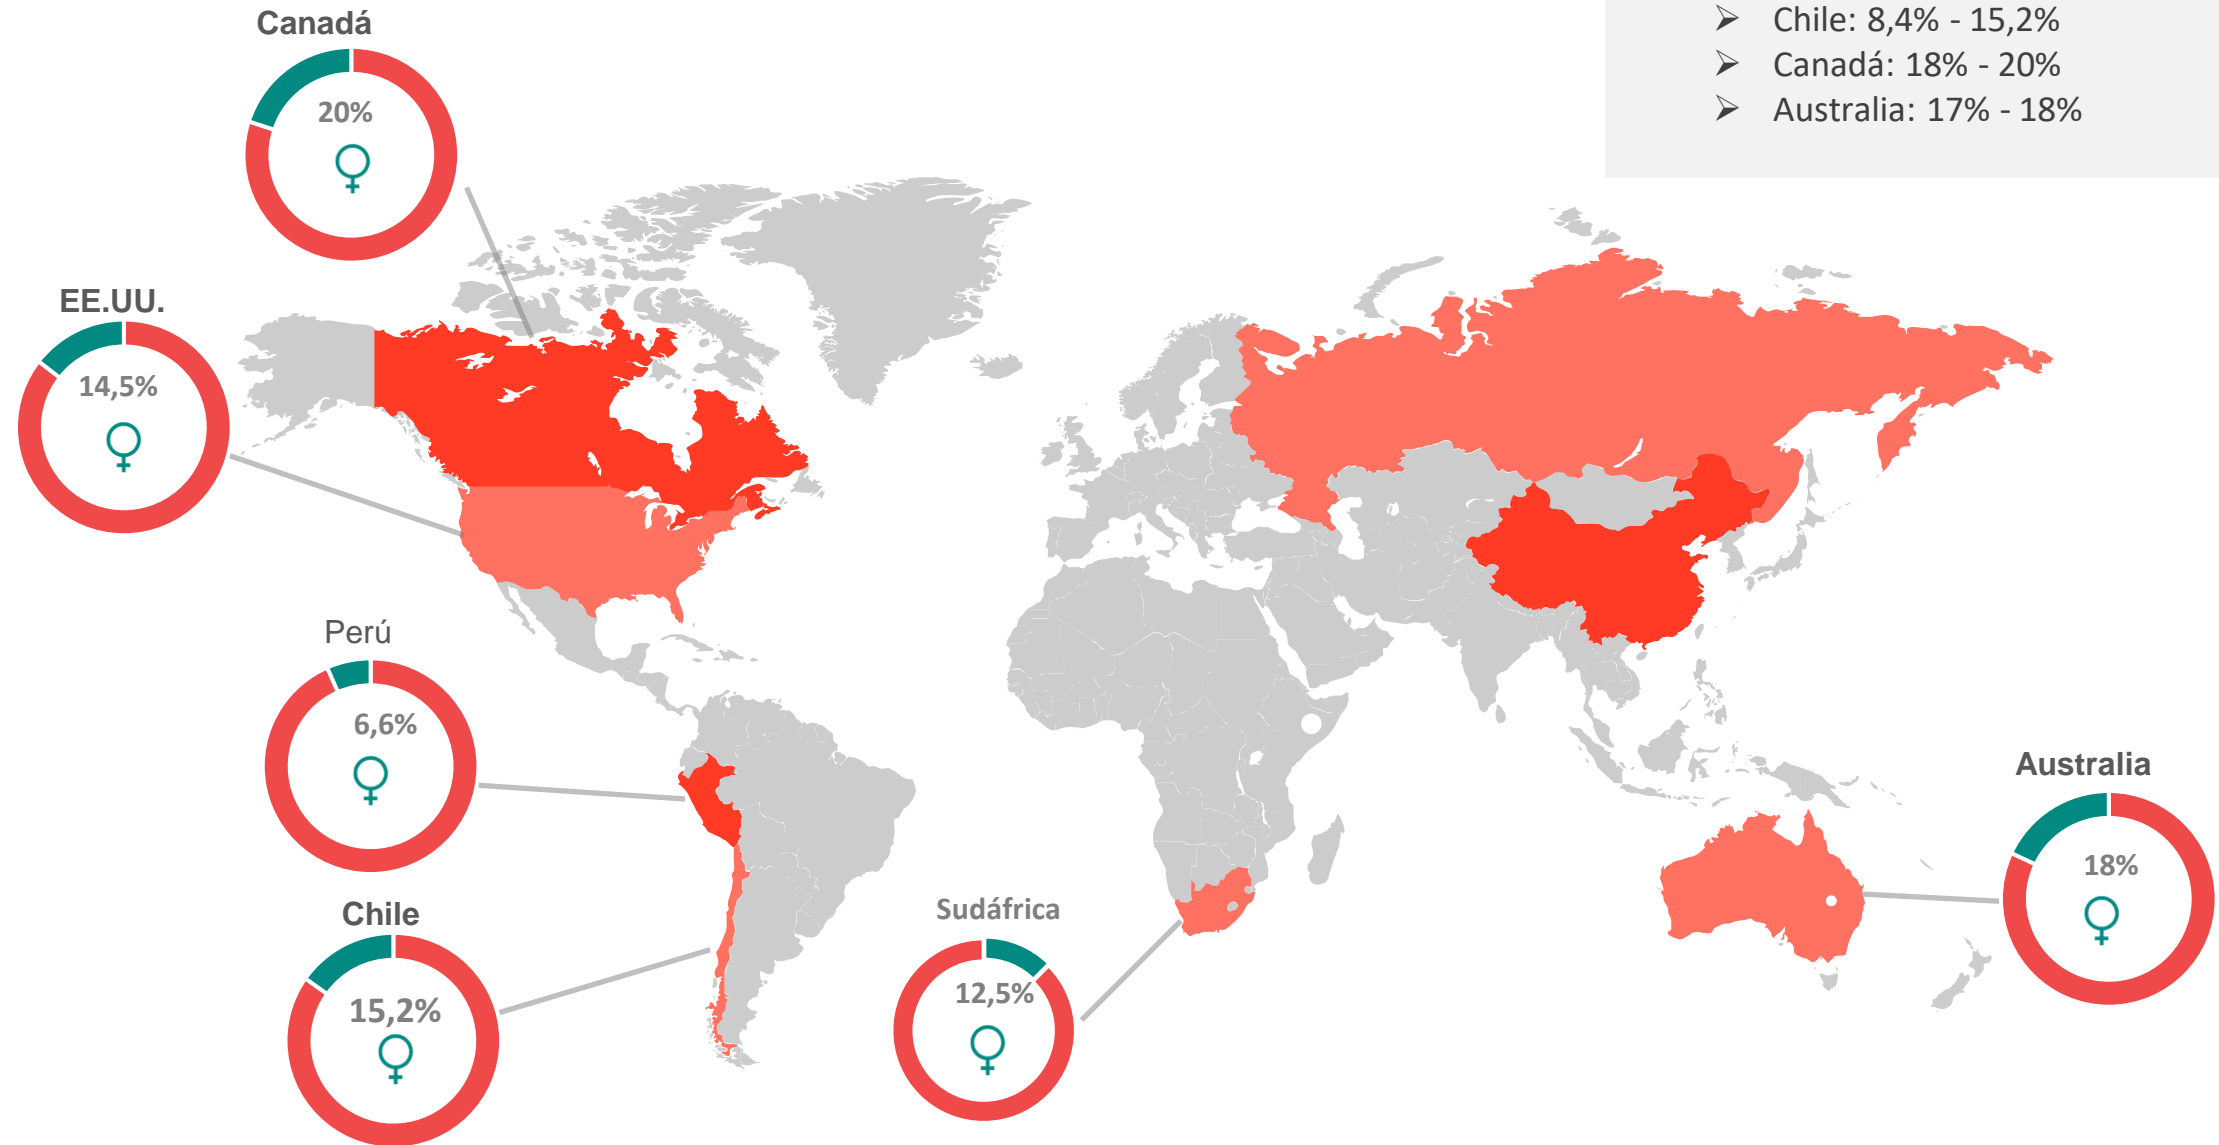 Canadá
20%
Chile: 8,4% - 15,2%
Canadá: 18% - 20%
Australia: 17% - 18%
EE.UU.
14,5%
Perú
6,6%
Chile
15,2%
Sudáfrica
12,5%
Australia
18%